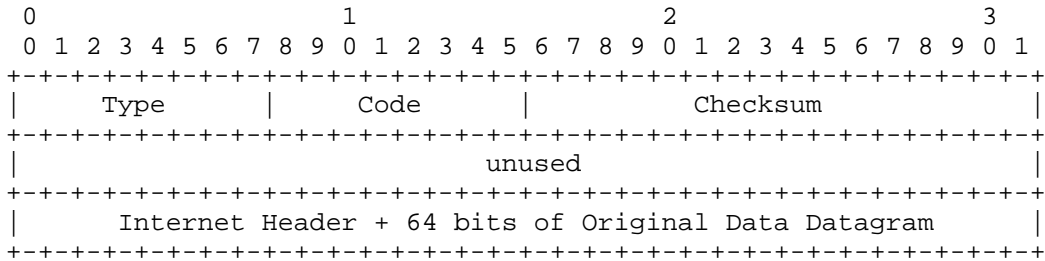 0                   1                   2                   3
 0 1 2 3 4 5 6 7 8 9 0 1 2 3 4 5 6 7 8 9 0 1 2 3 4 5 6 7 8 9 0 1
+-+-+-+-+-+-+-+-+-+-+-+-+-+-+-+-+-+-+-+-+-+-+-+-+-+-+-+-+-+-+-+-+
|     Type      |     Code      |          Checksum             |
+-+-+-+-+-+-+-+-+-+-+-+-+-+-+-+-+-+-+-+-+-+-+-+-+-+-+-+-+-+-+-+-+
|                             unused                            |
+-+-+-+-+-+-+-+-+-+-+-+-+-+-+-+-+-+-+-+-+-+-+-+-+-+-+-+-+-+-+-+-+
|      Internet Header + 64 bits of Original Data Datagram      |
+-+-+-+-+-+-+-+-+-+-+-+-+-+-+-+-+-+-+-+-+-+-+-+-+-+-+-+-+-+-+-+-+